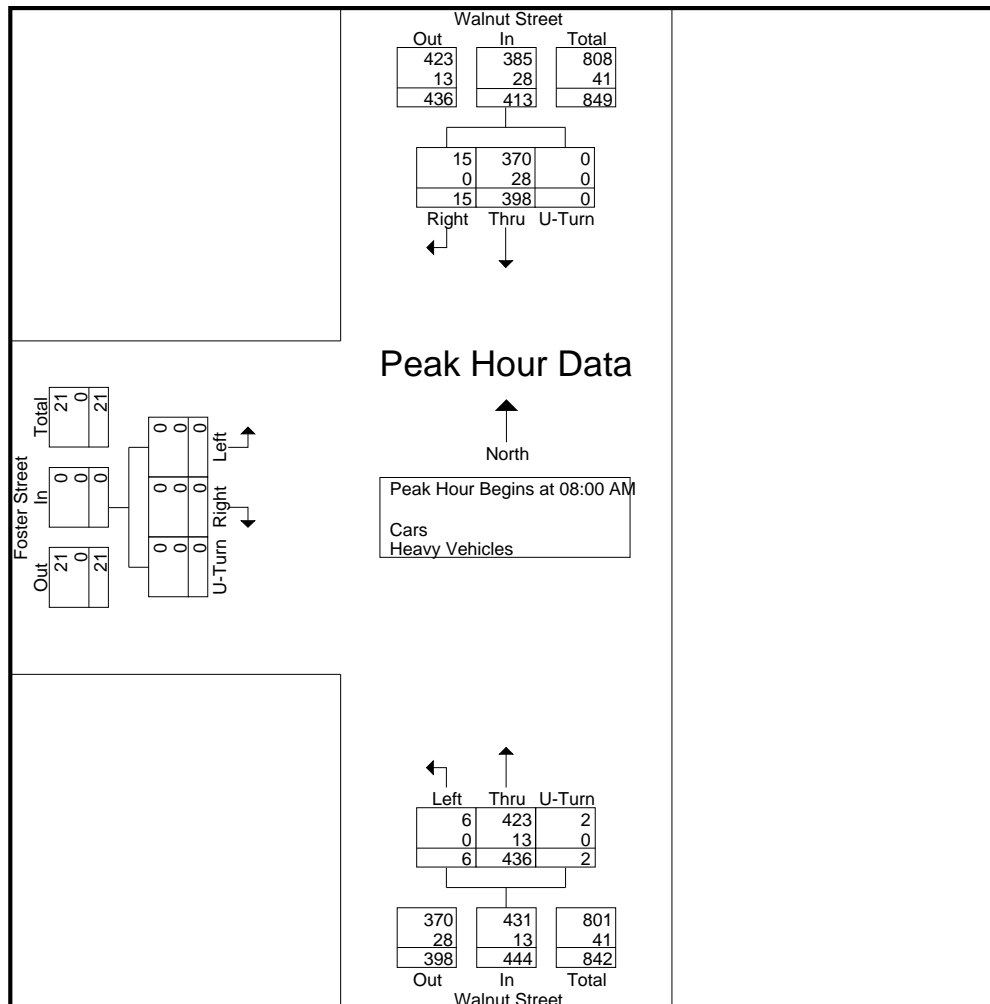 Walnut Street
Out In Total
423 385 808
13 28 41
436 413 849
15 370 0
0 28 0
15 398 0
Right Thru U-Turn
Peak Hour Data
North
Peak Hour Begins at 08:00 AM
Cars
Heavy Vehicles
Foster Street
Out In Total
21 0 21
0 0 0
21 0 21
U-Turn Right Left
0 0 0
0 0 0
0 0 0
Left Thru U-Turn
6 423 2
0 13 0
6 436 2
370 431 801
28 13 41
398 444 842
Out In Total
Walnut Street